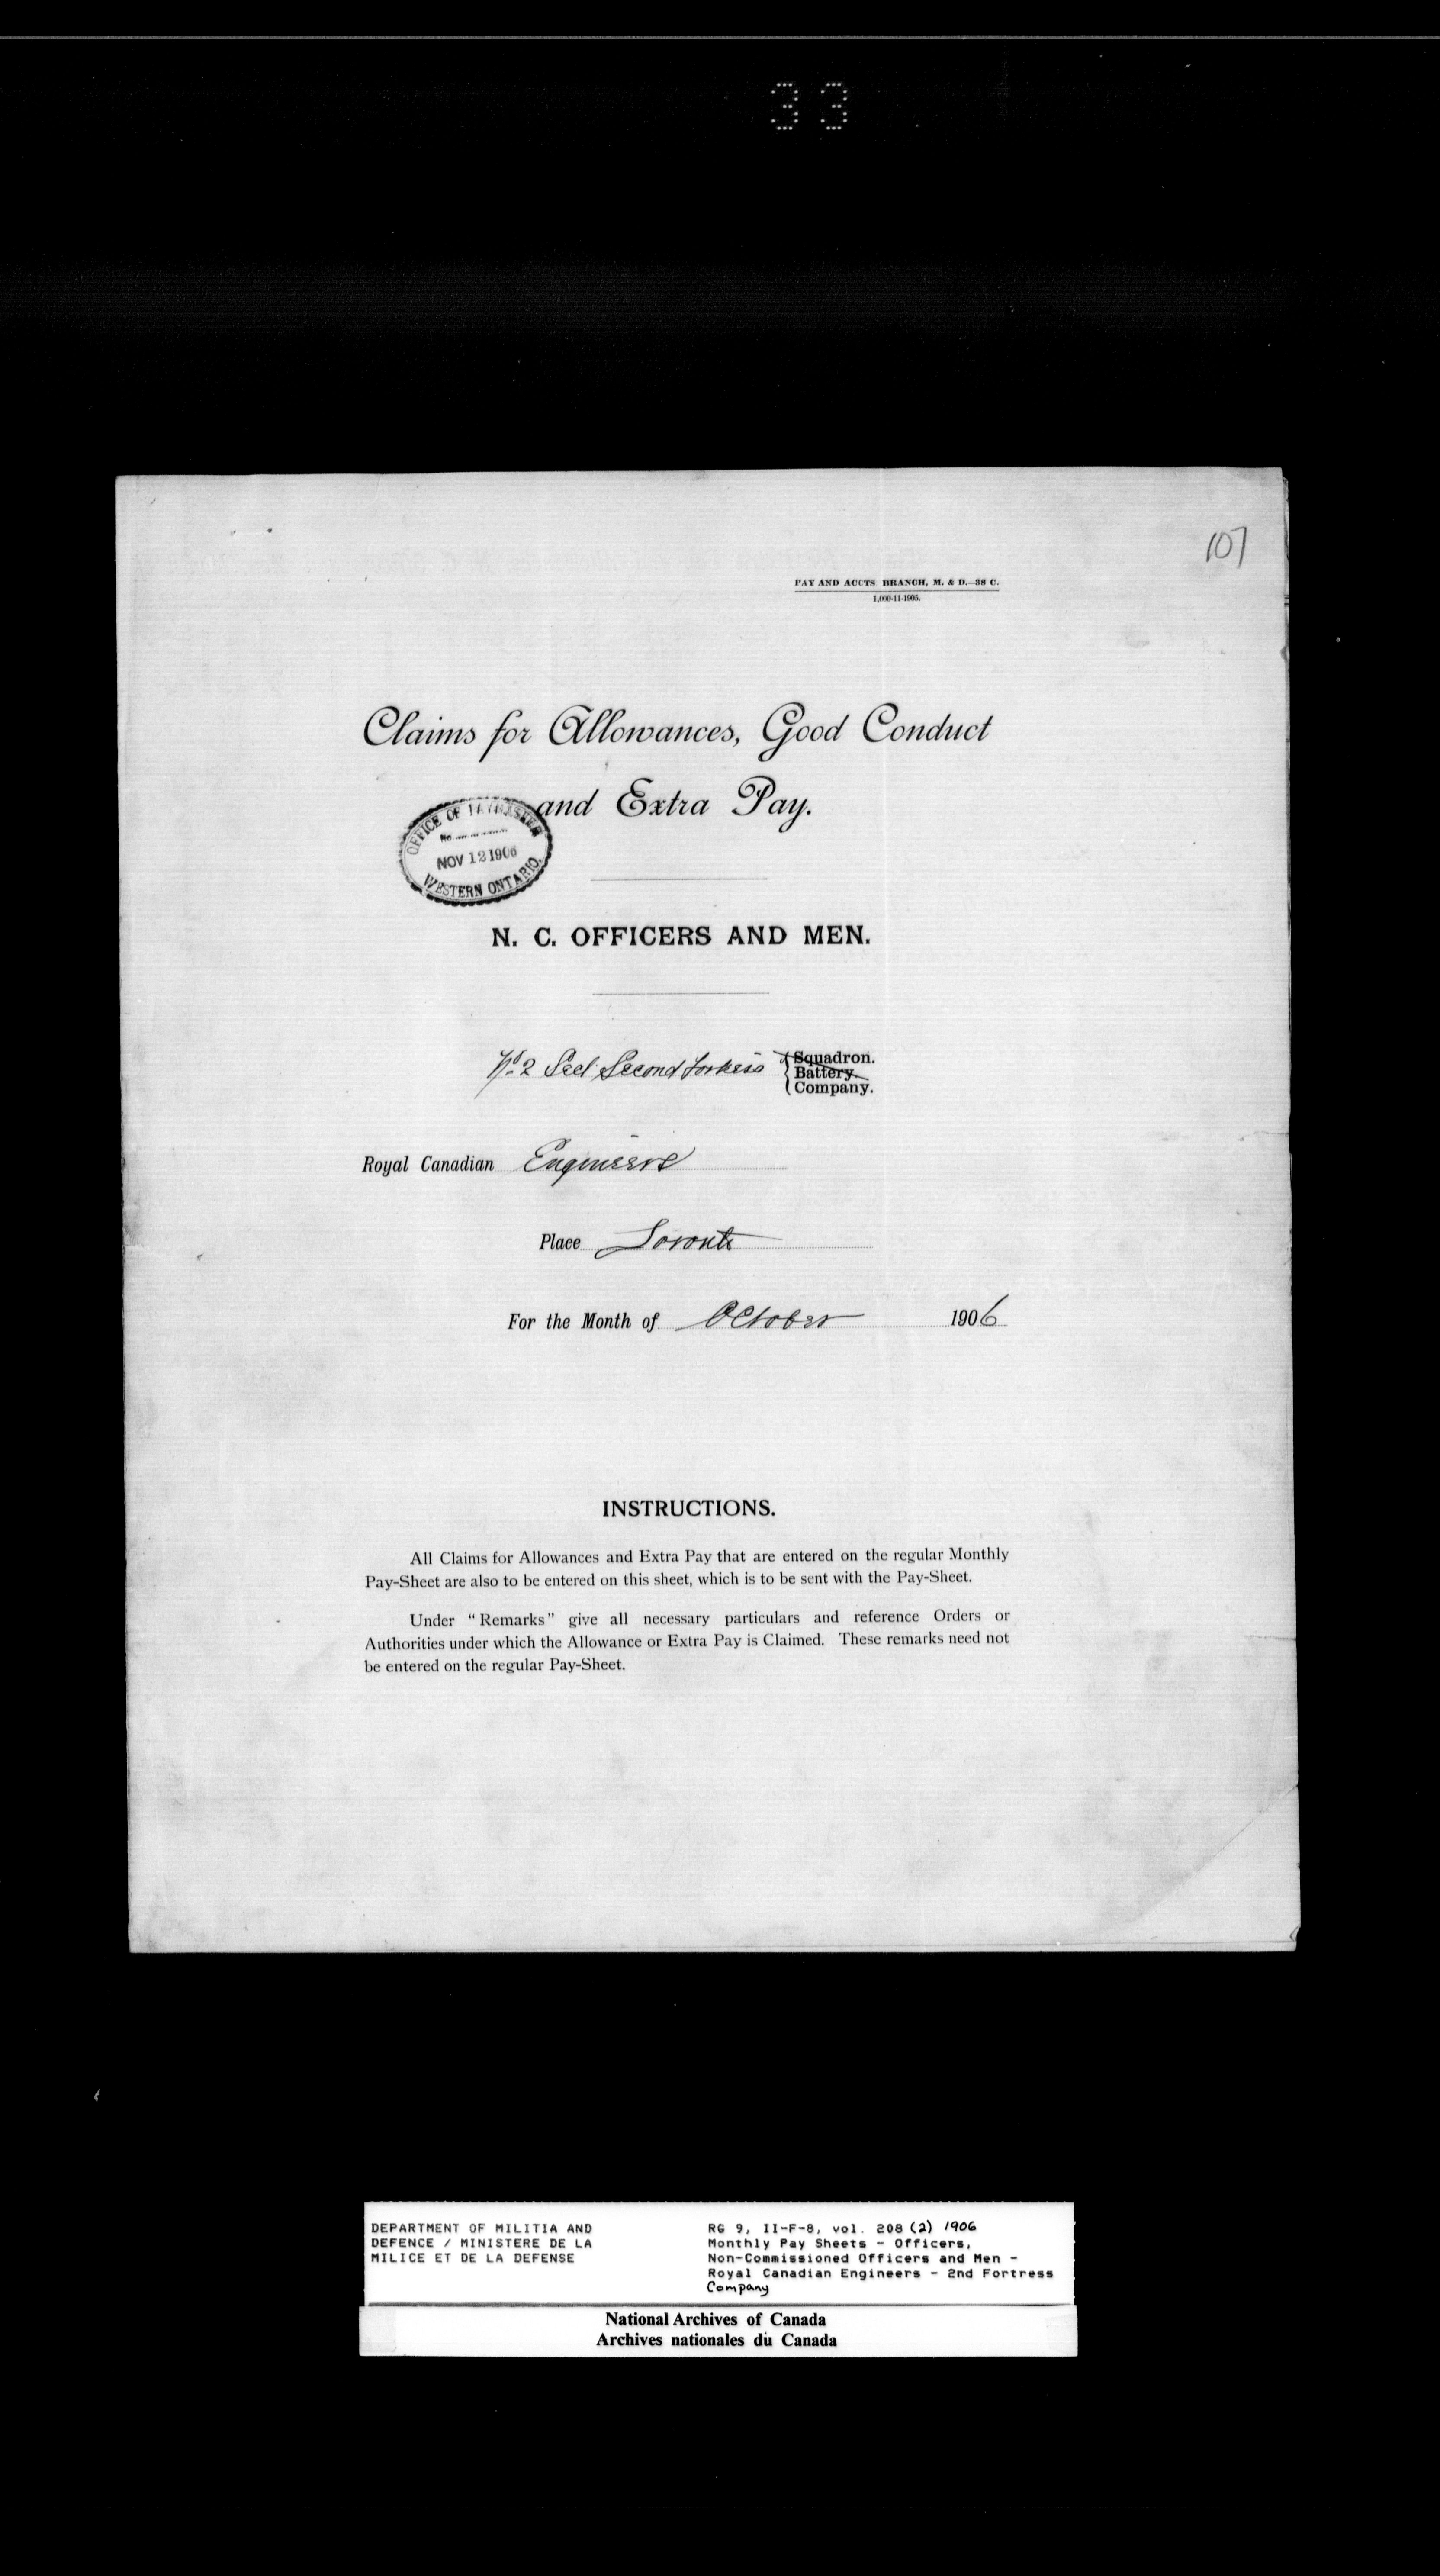 33
107
PAY AND ACCTS BRANCH, M. & D.—38 C.
1,000-11-1905.
Claims for Allowances, Good Conduct
and Extra Pay.
OFFICE OF PAYMASTER
No.
NOV 12 1906
WESTERN ONTARIO.
N. C. OFFICERS AND MEN.
No 2 Sect Second Fortress
Squadron.
Battery.
Company.
Royal Canadian Engineers
Place Toronto
For the Month of October 1906
INSTRUCTIONS.
All Claims for Allowances and Extra Pay that are entered on the regular Monthly
Pay-Sheet are also to be entered on this sheet, which is to be sent with the Pay-Sheet.
Under "Remarks" give all necessary particulars and reference Orders or
Authorities under which the Allowance or Extra Pay is Claimed. These remarks need not
be entered on the regular Pay-Sheet.
DEPARTMENT OF MILITIA AND
DEFENCE / MINISTERE DE LA
MILICE ET DE LA DEFENSE
RG 9, II-F-8, vol. 208 (2) 1906
Monthly Pay Sheets - Officers,
Non-Commissioned Officers and Men -
Royal Canadian Engineers - 2nd Fortress
Company
National Archives of Canada
Archives nationales du Canada